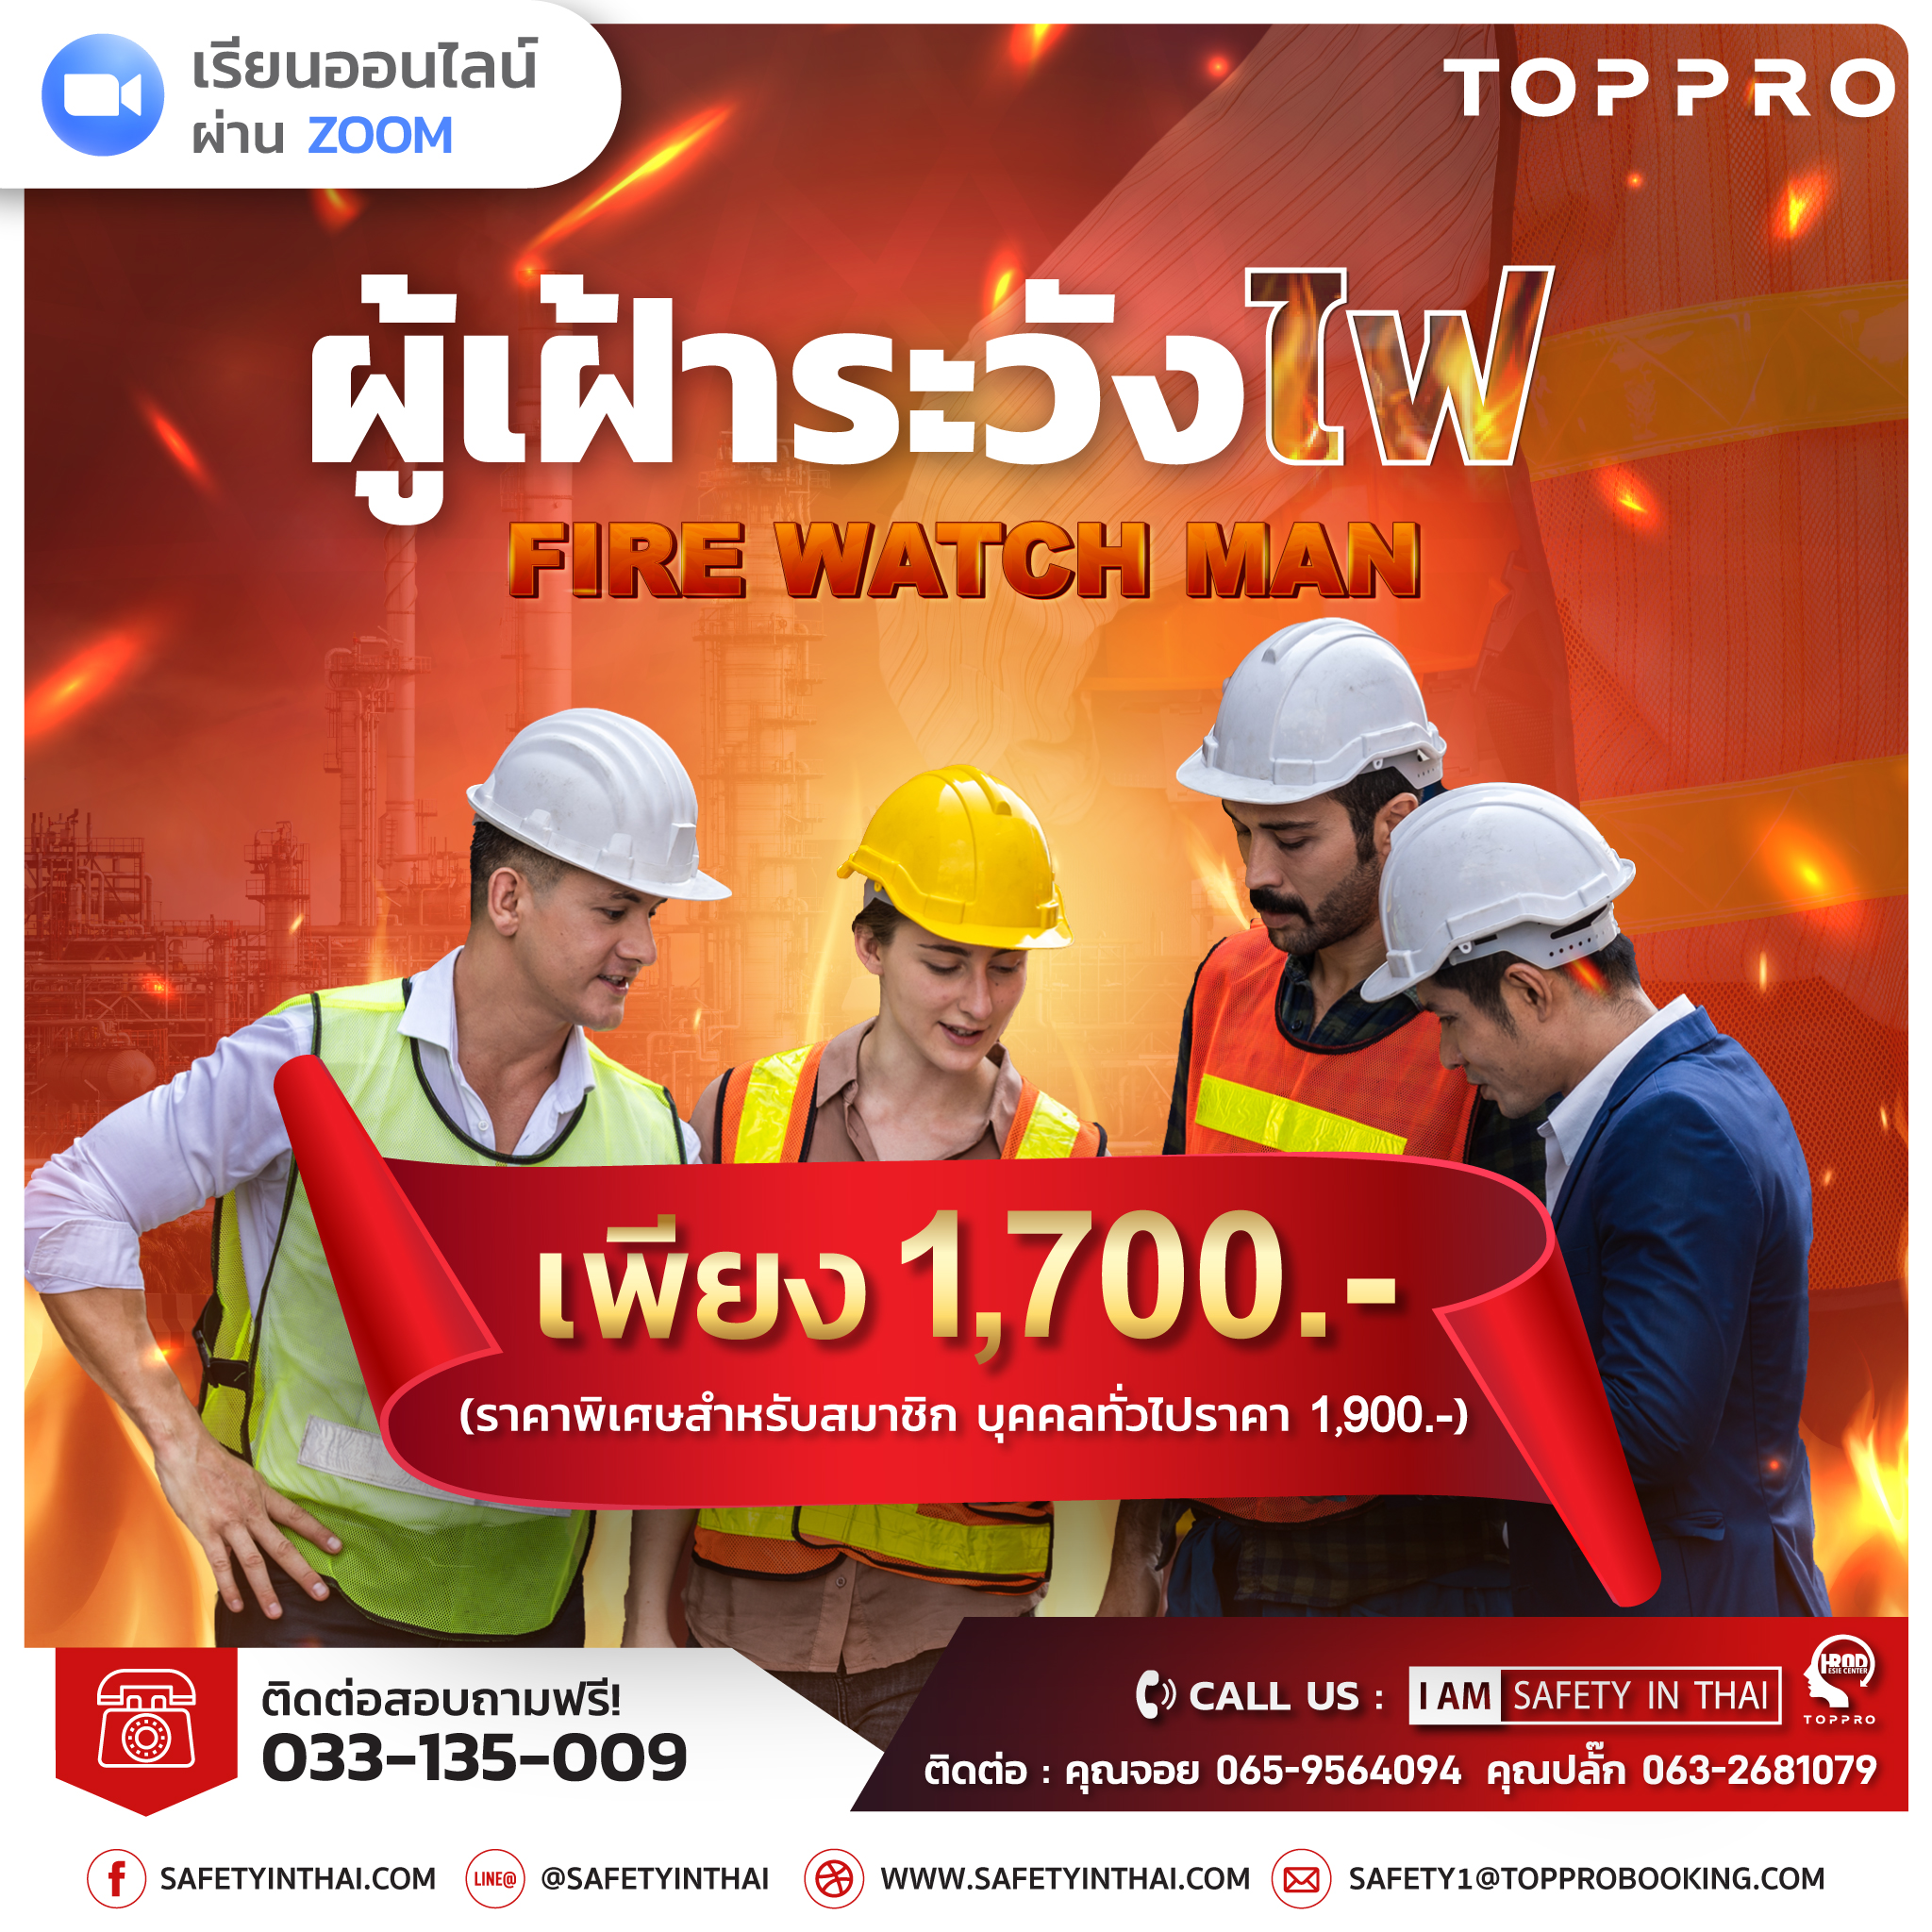 เรียนออนไลน์
ผ่าน ZOOM
TOPPRO
ผู้เฝ้าระวังไฟ
FIRE WATCH MAN
เพียง 1,700.-
(ราคาพิเศษสำหรับสมาชิก บุคคลทั่วไปราคา 1,900.-)
ติดต่อสอบถามฟรี!
033-135-009
CALL US : I AM SAFETY IN THAI
HROD
ESIE CENTER
TOPPRO
ติดต่อ : คุณจอย 065-9564094 คุณปลั๊ก 063-2681079
SAFETYINTHAI.COM LINE@ @SAFETYINTHAI WWW.SAFETYINTHAI.COM SAFETY1@TOPPROBOOKING.COM